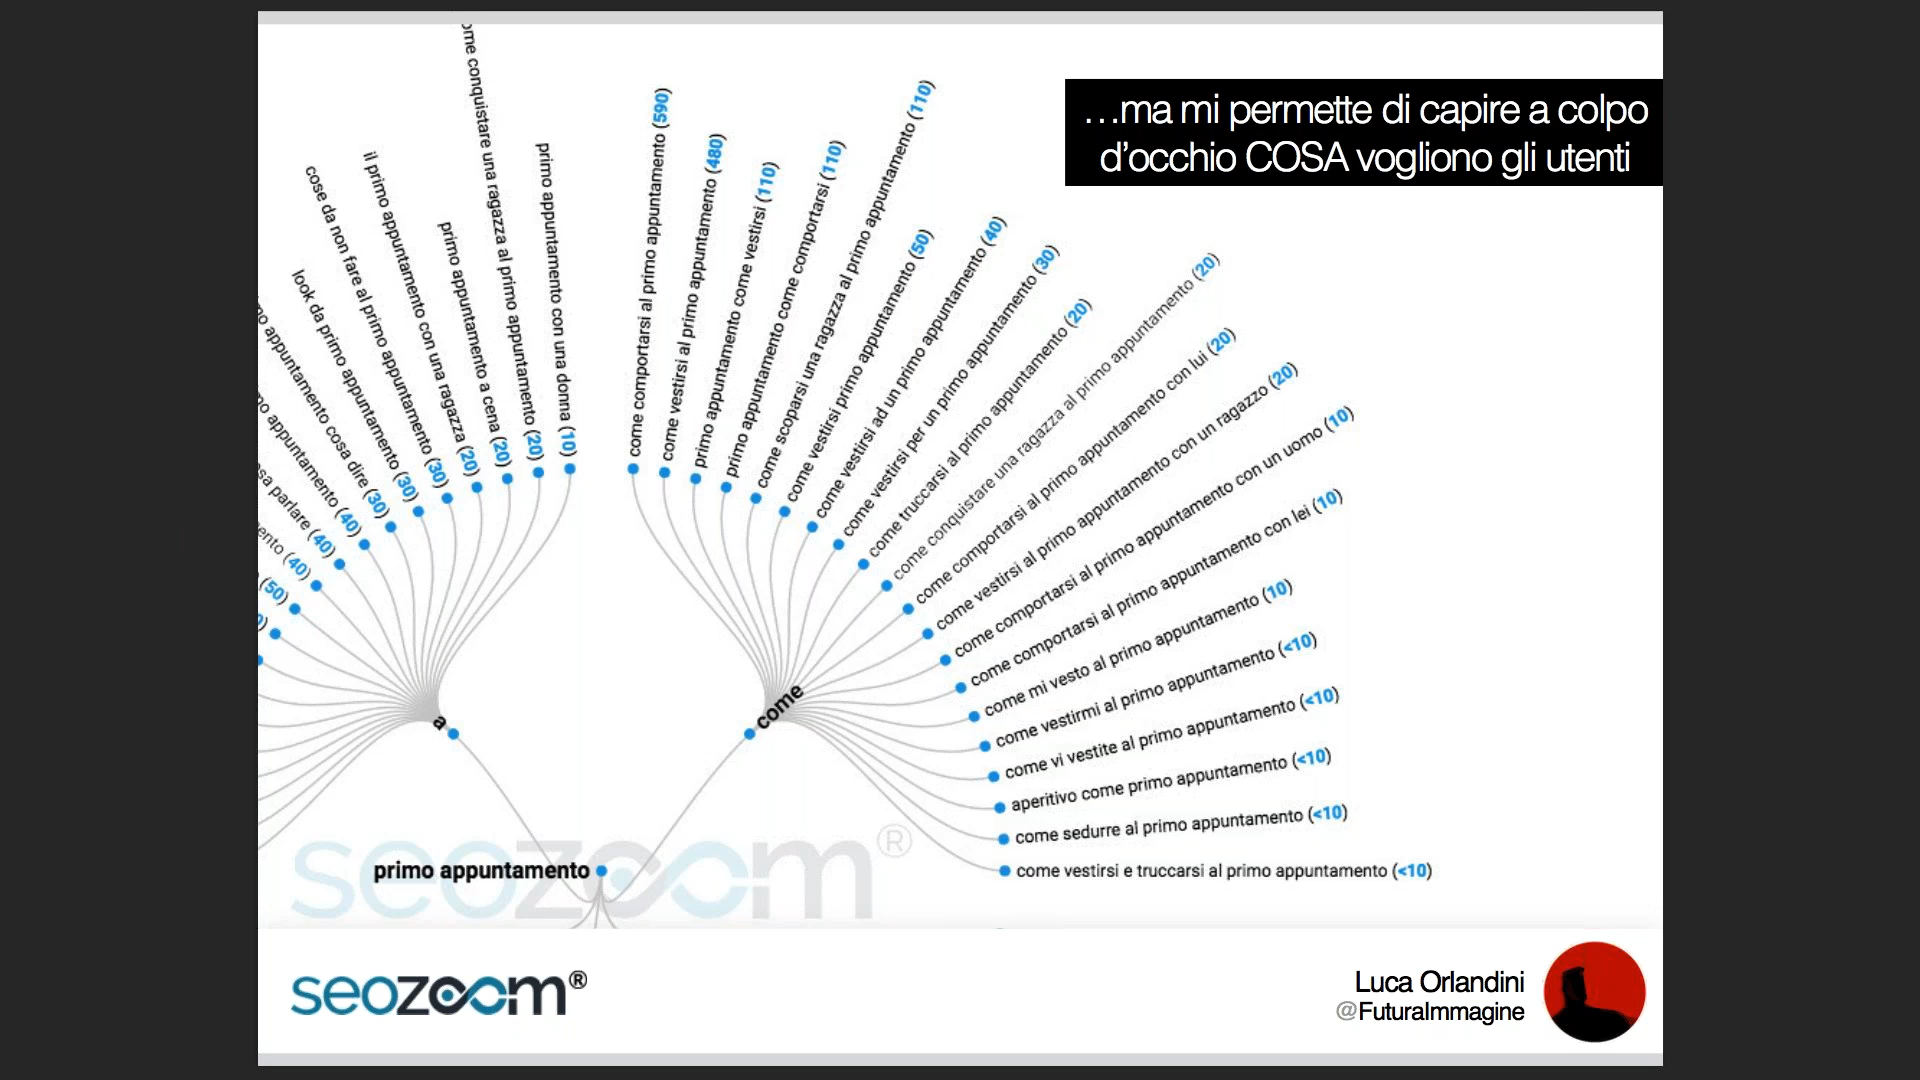 …ma mi permette di capire a colpo
d’occhio COSA vogliono gli utenti
(50)
(40)
parlare (40)
appuntamento (40)
appuntamento cosa dire (30)
look da primo appuntamento (30)
cose da non fare al primo appuntamento (30)
il primo appuntamento con una ragazza (20)
primo appuntamento a cena (20)
conquistare una ragazza al primo appuntamento (20)
primo appuntamento con una donna (10)
a
come comportarsi al primo appuntamento (590)
come vestirsi al primo appuntamento (480)
primo appuntamento come vestirsi (110)
primo appuntamento come comportarsi (110)
come scoparsi una ragazza al primo appuntamento (110)
come vestirsi primo appuntamento (50)
come vestirsi ad un primo appuntamento (40)
come vestirsi per un primo appuntamento (30)
come truccarsi al primo appuntamento (20)
come conquistare una ragazza al primo appuntamento (20)
come comportarsi al primo appuntamento con lui (20)
come vestirsi al primo appuntamento con un ragazzo (20)
come comportarsi al primo appuntamento con un uomo (10)
come comportarsi al primo appuntamento con lei (10)
come mi vesto al primo appuntamento (10)
come vestirmi al primo appuntamento (<10)
come vi vestite al primo appuntamento (<10)
aperitivo come primo appuntamento (<10)
come sedurre al primo appuntamento (<10)
come vestirsi e truccarsi al primo appuntamento (<10)
come
primo appuntamento
seozoom®
seozoom®
Luca Orlandini
@FuturaImmagine